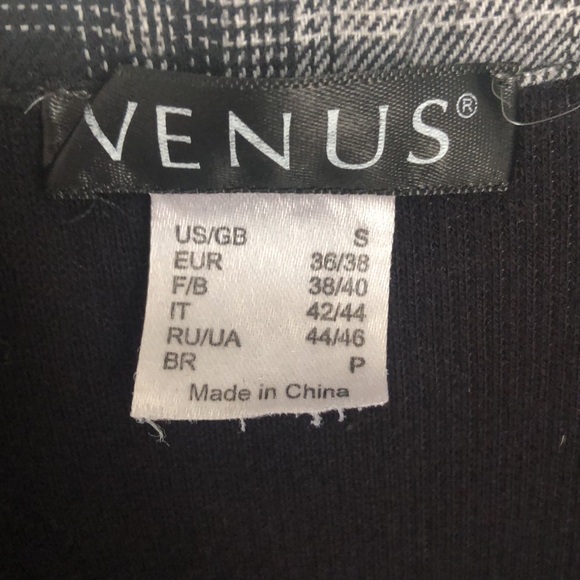 VENUS®
US/GB S
EUR 36/38
F/B 38/40
IT 42/44
RU/UA 44/46
BR P
Made in China